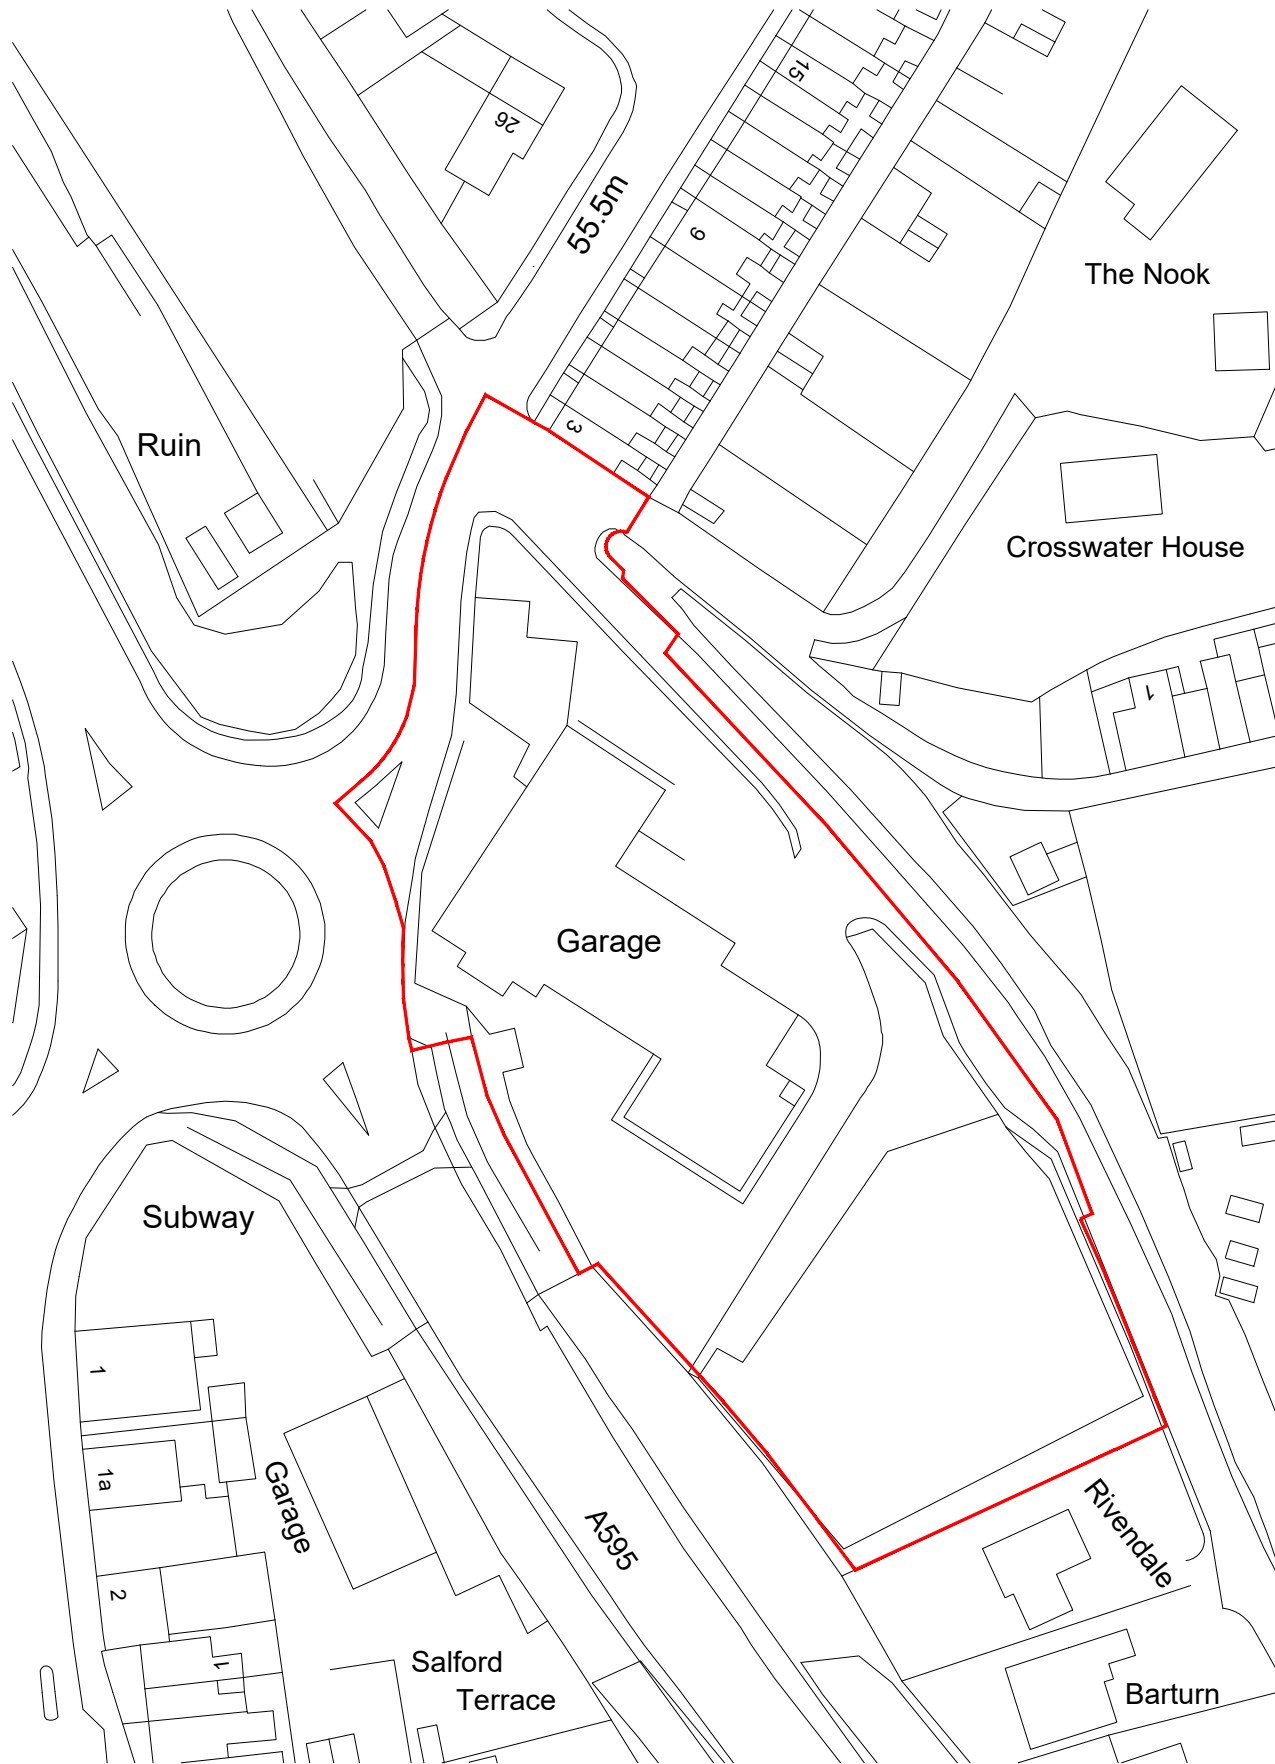 15
26
55.5m
9
The Nook
Ruin
3
Crosswater House
1
Garage
Subway
1
1a
Garage
A595
Rivendale
2
1
Salford
Terrace
Barturn